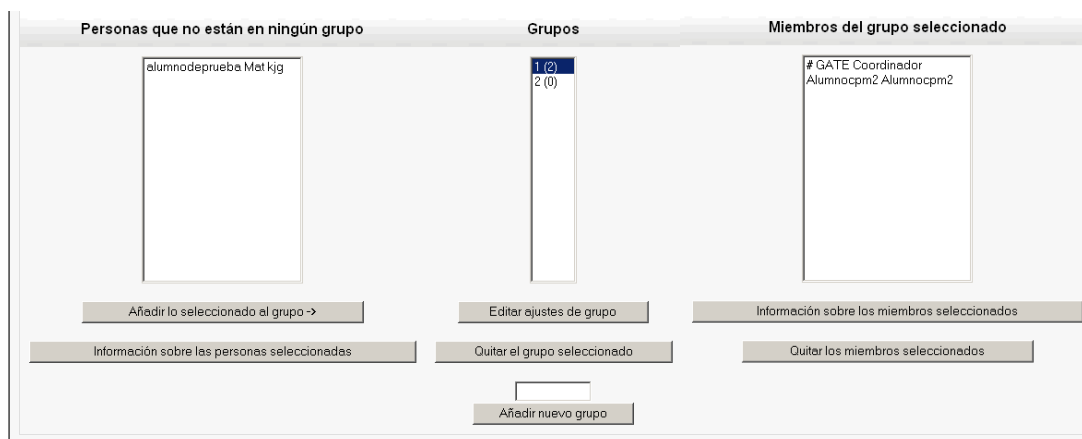 Personas que no están en ningún grupo
Grupos
Miembros del grupo seleccionado
alumnodeprueba Mat kjg
1 (2)
2 (0)
# GATE Coordinador
Alumnocpm2 Alumnocpm2
Añadir lo seleccionado al grupo ->
Editar ajustes de grupo
Información sobre los miembros seleccionados
Información sobre las personas seleccionadas
Quitar el grupo seleccionado
Quitar los miembros seleccionados
Añadir nuevo grupo